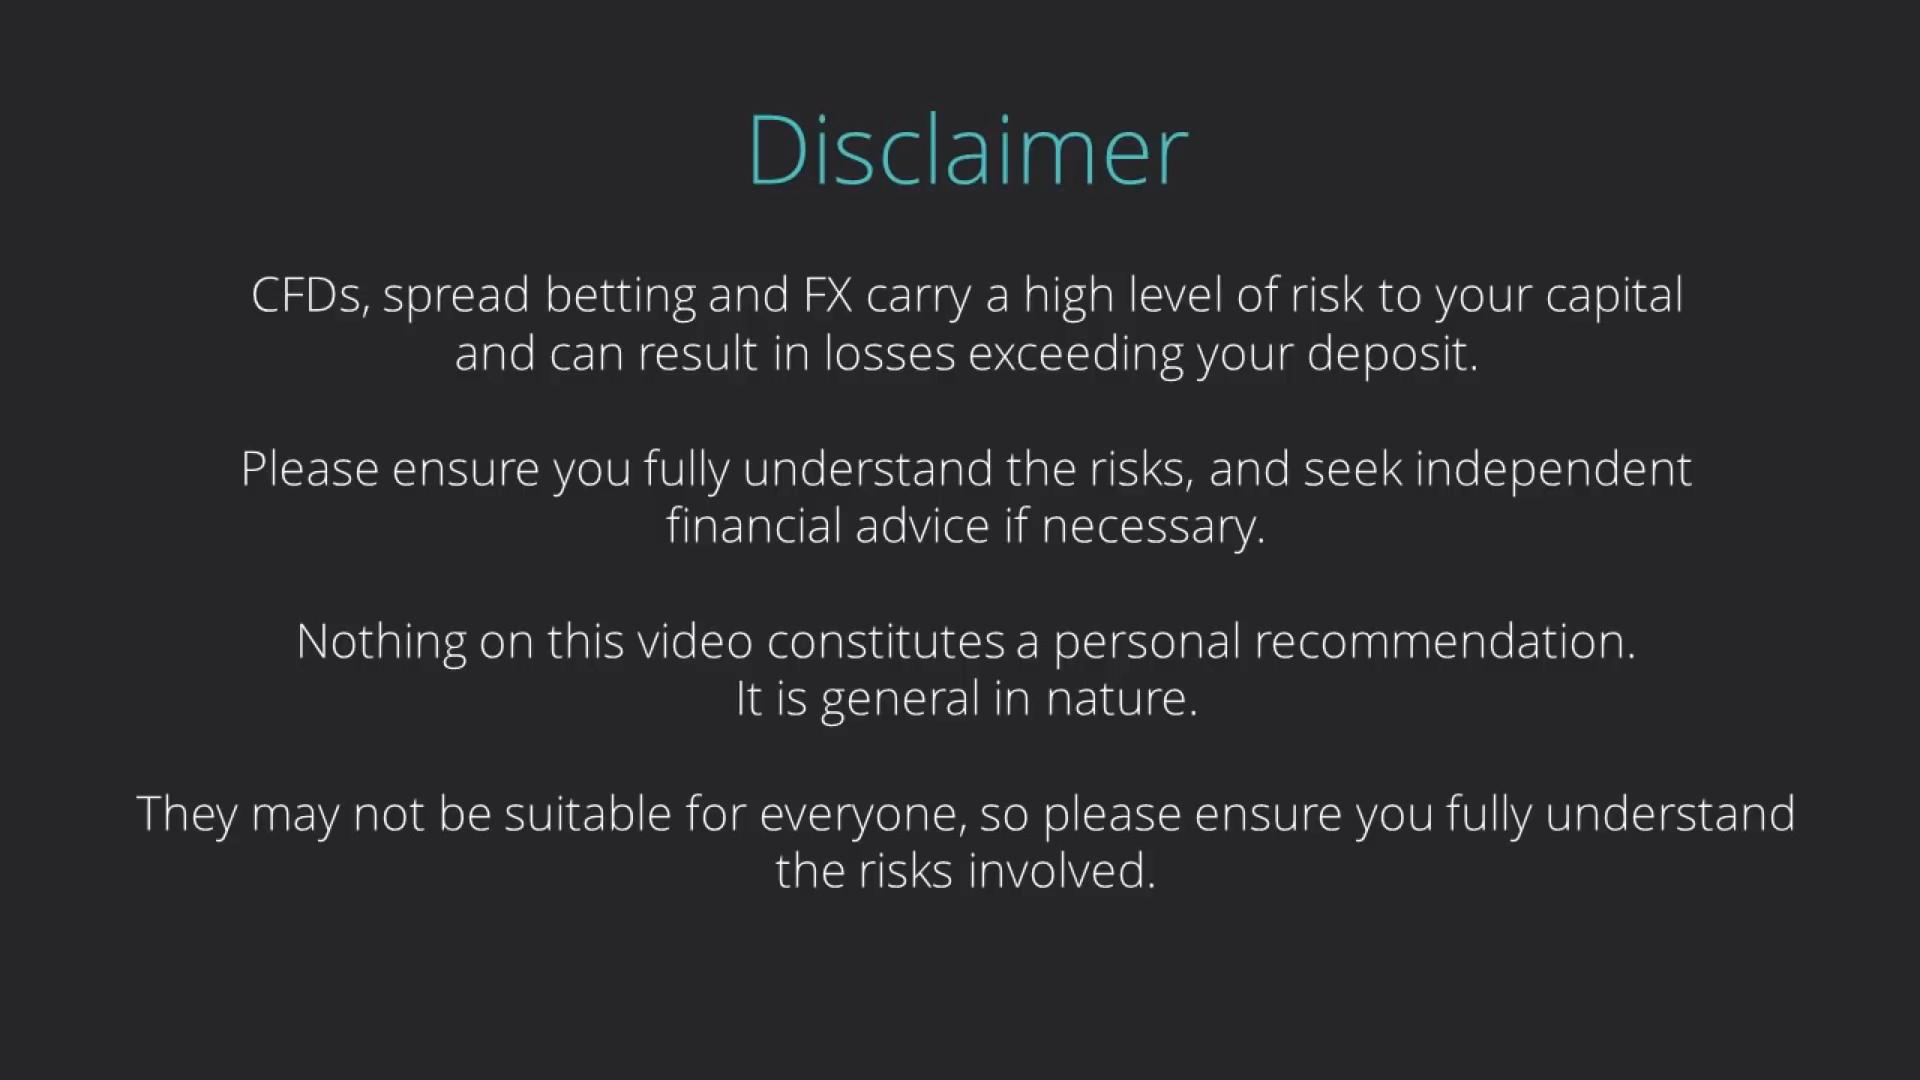 Disclaimer
CFDs, spread betting and FX carry a high level of risk to your capital
and can result in losses exceeding your deposit.
Please ensure you fully understand the risks, and seek independent
financial advice if necessary.
Nothing on this video constitutes a personal recommendation.
It is general in nature.
They may not be suitable for everyone, so please ensure you fully understand
the risks involved.